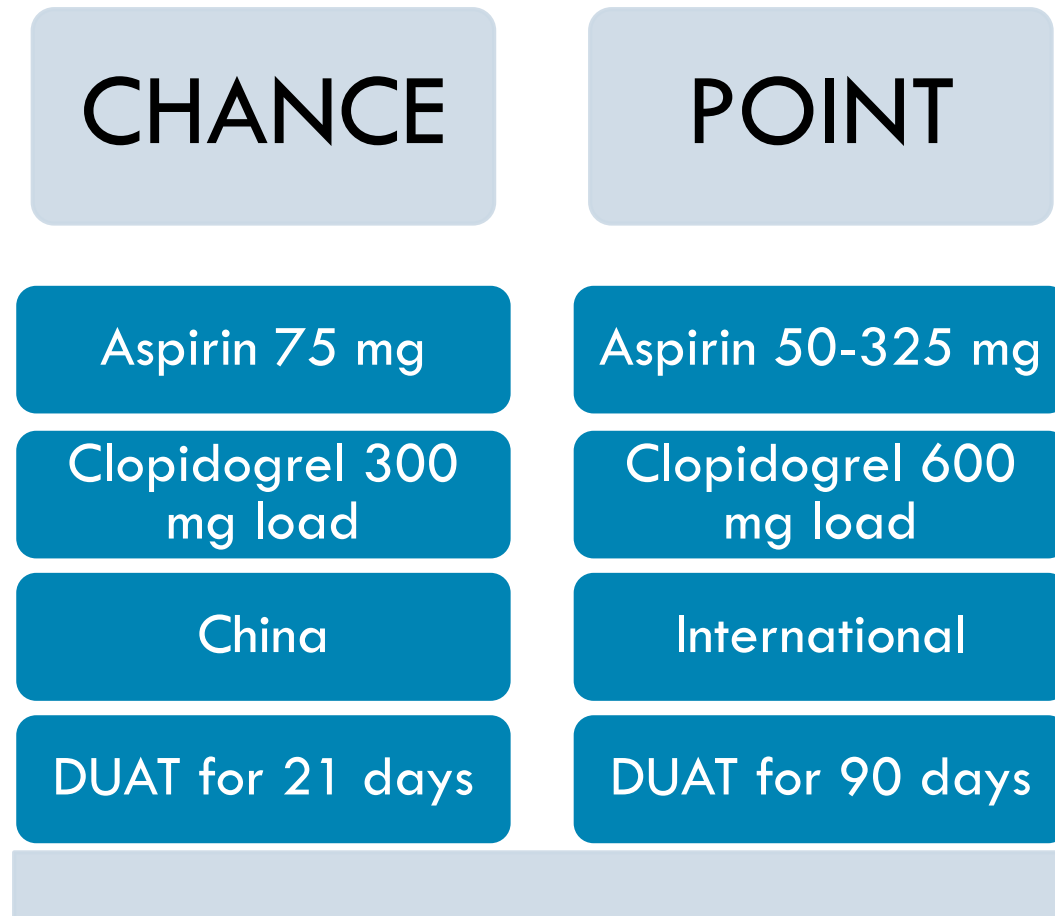 CHANCE
POINT
Aspirin 75 mg
Aspirin 50-325 mg
Clopidogrel 300
mg load
Clopidogrel 600
mg load
China
International
DUAT for 21 days
DUAT for 90 days